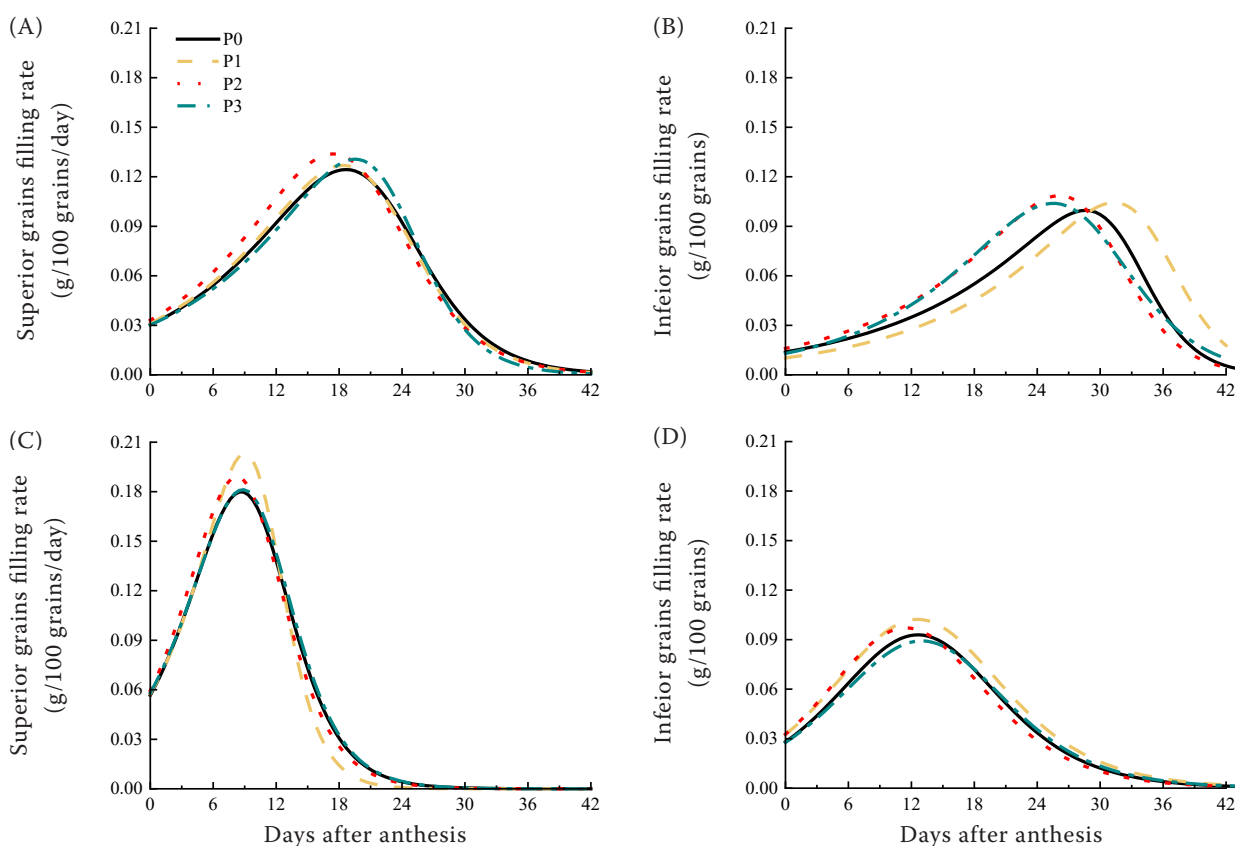 (A)
Superior grains filling rate
(g/100 grains/day)
0.21
0.18
0.15
0.12
0.09
0.06
0.03
0.00
P0
P1
P2
P3
0 6 12 18 24 30 36 42
(B)
Infeior grains filling rate
(g/100 grains)
0.21
0.18
0.15
0.12
0.09
0.06
0.03
0.00
0 6 12 18 24 30 36 42
(C)
Superior grains filling rate
(g/100 grains/day)
0.21
0.18
0.15
0.12
0.09
0.06
0.03
0.00
0 6 12 18 24 30 36 42
Days after anthesis
(D)
Infeior grains filling rate
(g/100 grains)
0.21
0.18
0.15
0.12
0.09
0.06
0.03
0.00
0 6 12 18 24 30 36 42
Days after anthesis